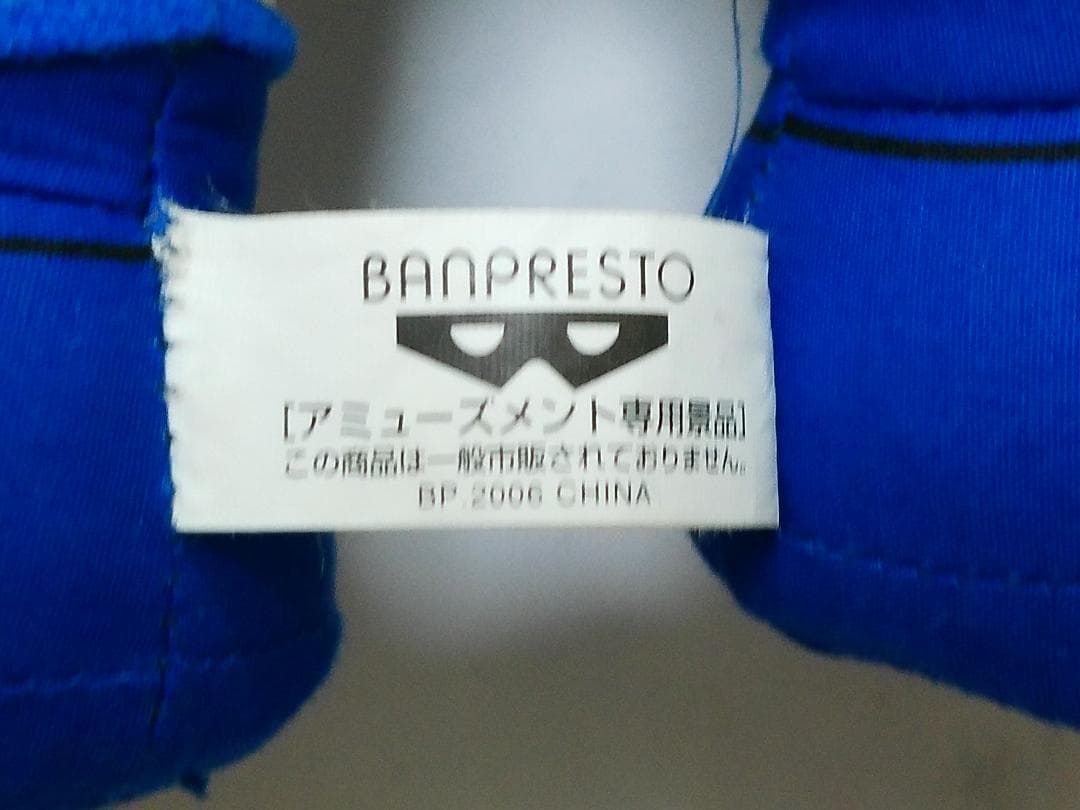 BANPRESTO
[アミューズメント専用景品]
この商品は一般市販されておりません。
BP.2006 CHINA